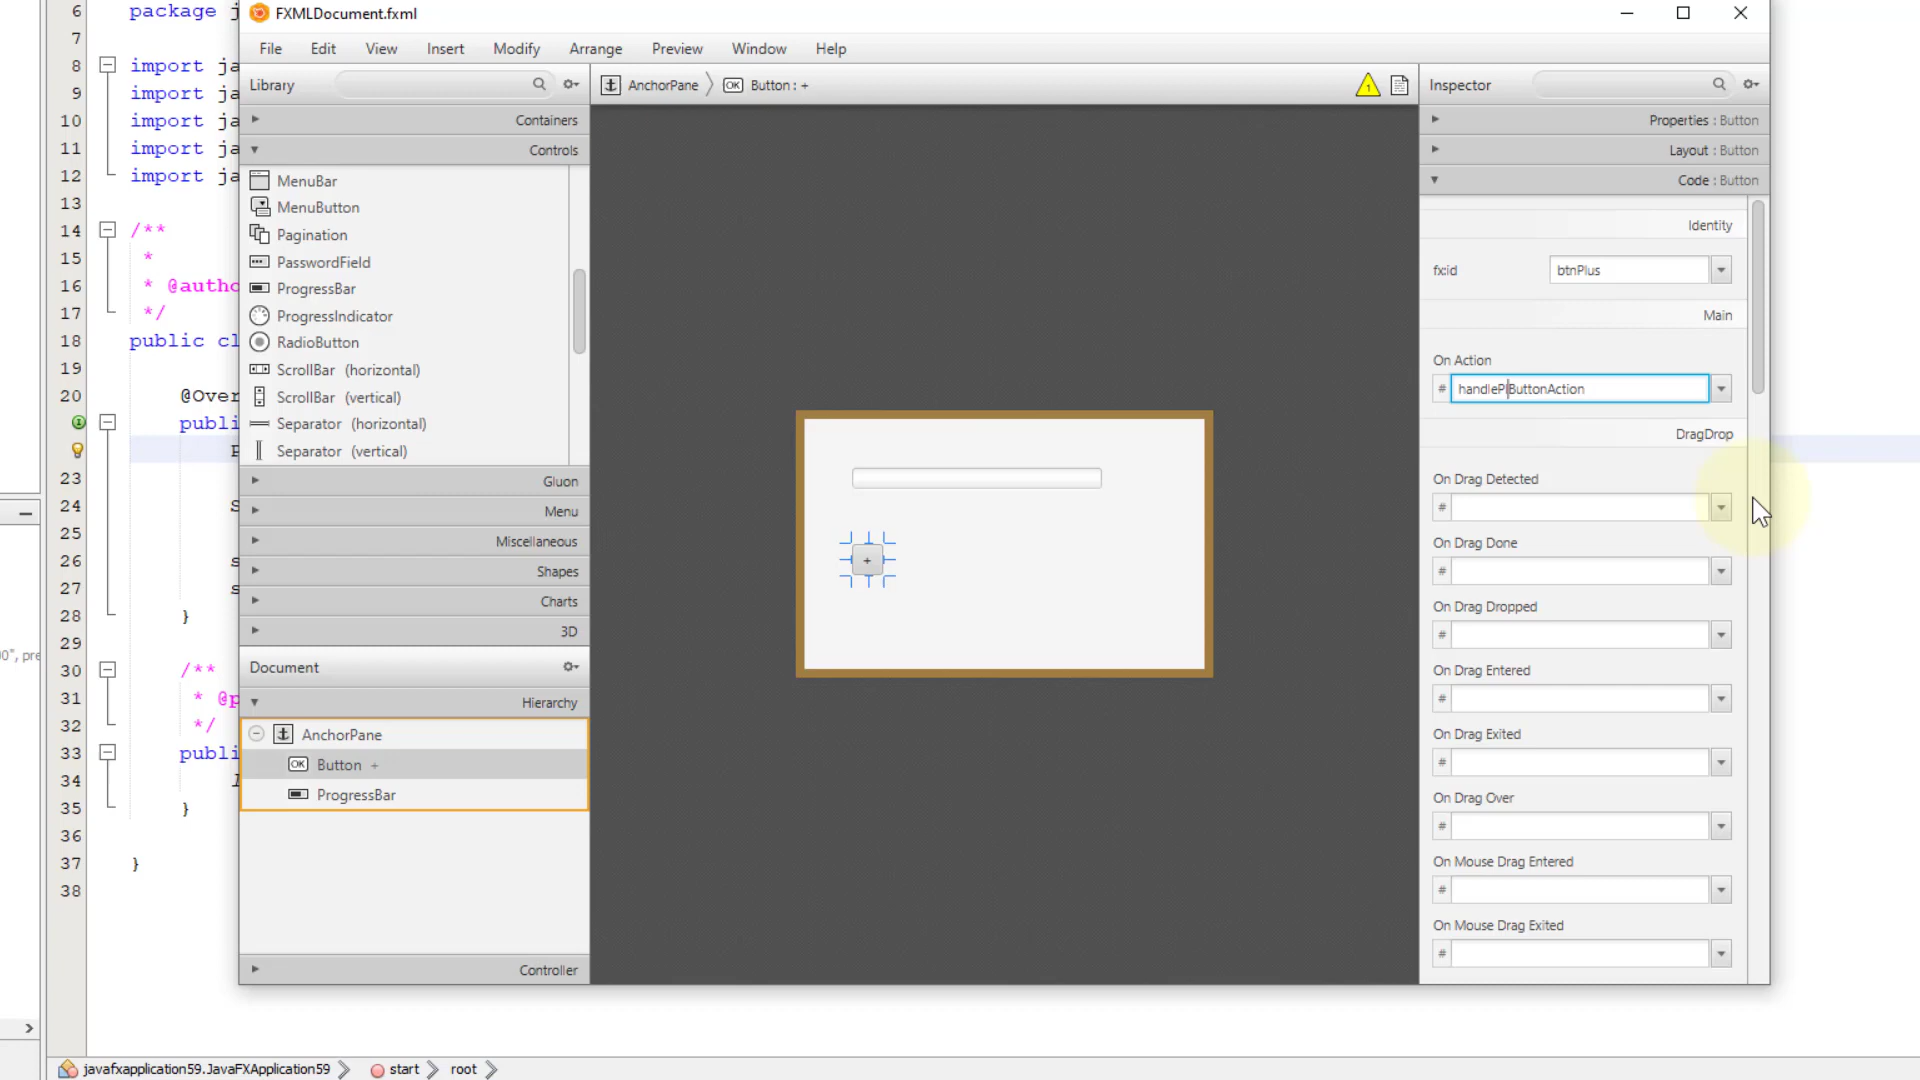 6 package j
7
8 import ja
9 import ja
10 import ja
11 import ja
12 import ja
13
14 /**
15 *
16 * @autho
17 */
18 public cl
19
20 @Over
publi
23
24 S
25
26 s
27 s
28 }
29
30 /**
31 * @p
32 */
33 publi
34
35 }
36
37 }
38
0", pre
javafxapplication59.JavaFXApplication59 start root
FXMLDocument.fxml
File Edit View Insert Modify Arrange Preview Window Help
Library
Containers
Controls
MenuBar
MenuButton
Pagination
PasswordField
ProgressBar
ProgressIndicator
RadioButton
ScrollBar (horizontal)
ScrollBar (vertical)
Separator (horizontal)
Separator (vertical)
Gluon
Menu
Miscellaneous
Shapes
Charts
3D
Document
Hierarchy
AnchorPane
OK Button +
ProgressBar
Controller
AnchorPane OK Button : +
1
+
Inspector
Properties : Button
Layout : Button
Code : Button
Identity
fx:id btnPlus
Main
On Action
# handlePlButtonAction
DragDrop
On Drag Detected
#
On Drag Done
#
On Drag Dropped
#
On Drag Entered
#
On Drag Exited
#
On Drag Over
#
On Mouse Drag Entered
#
On Mouse Drag Exited
#